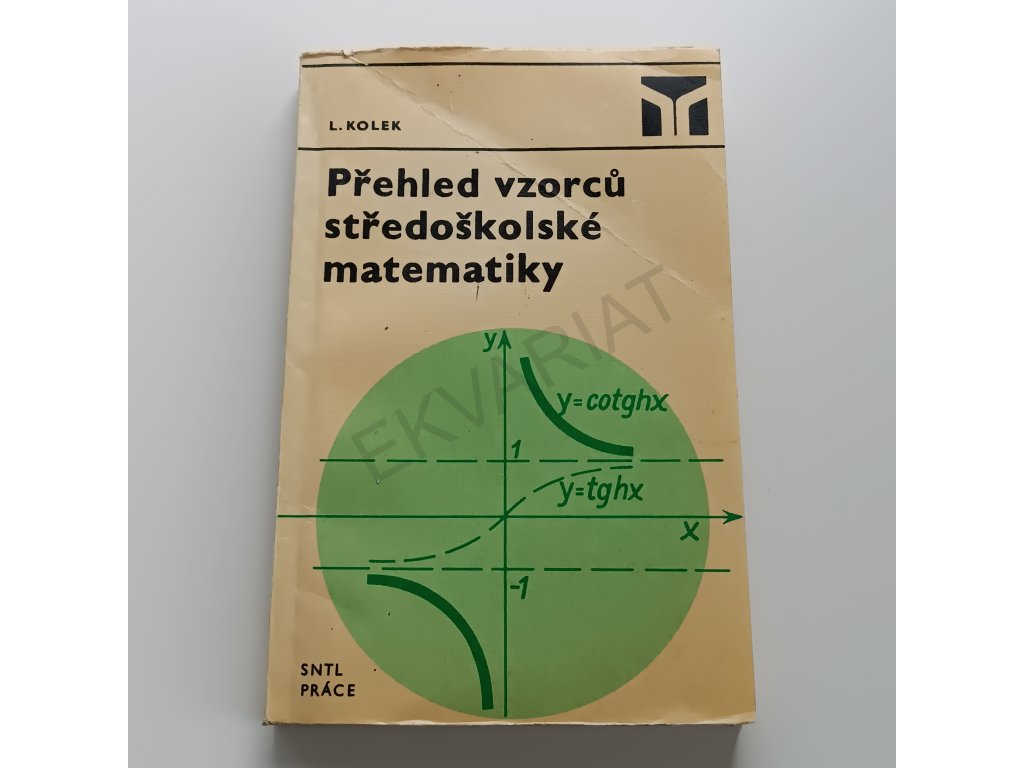 L. KOLEK
Přehled vzorců
středoškolské
matematiky
EKVARIAT
y
y=cotghx
1
y=tghx
x
-1
SNTL
PRÁCE